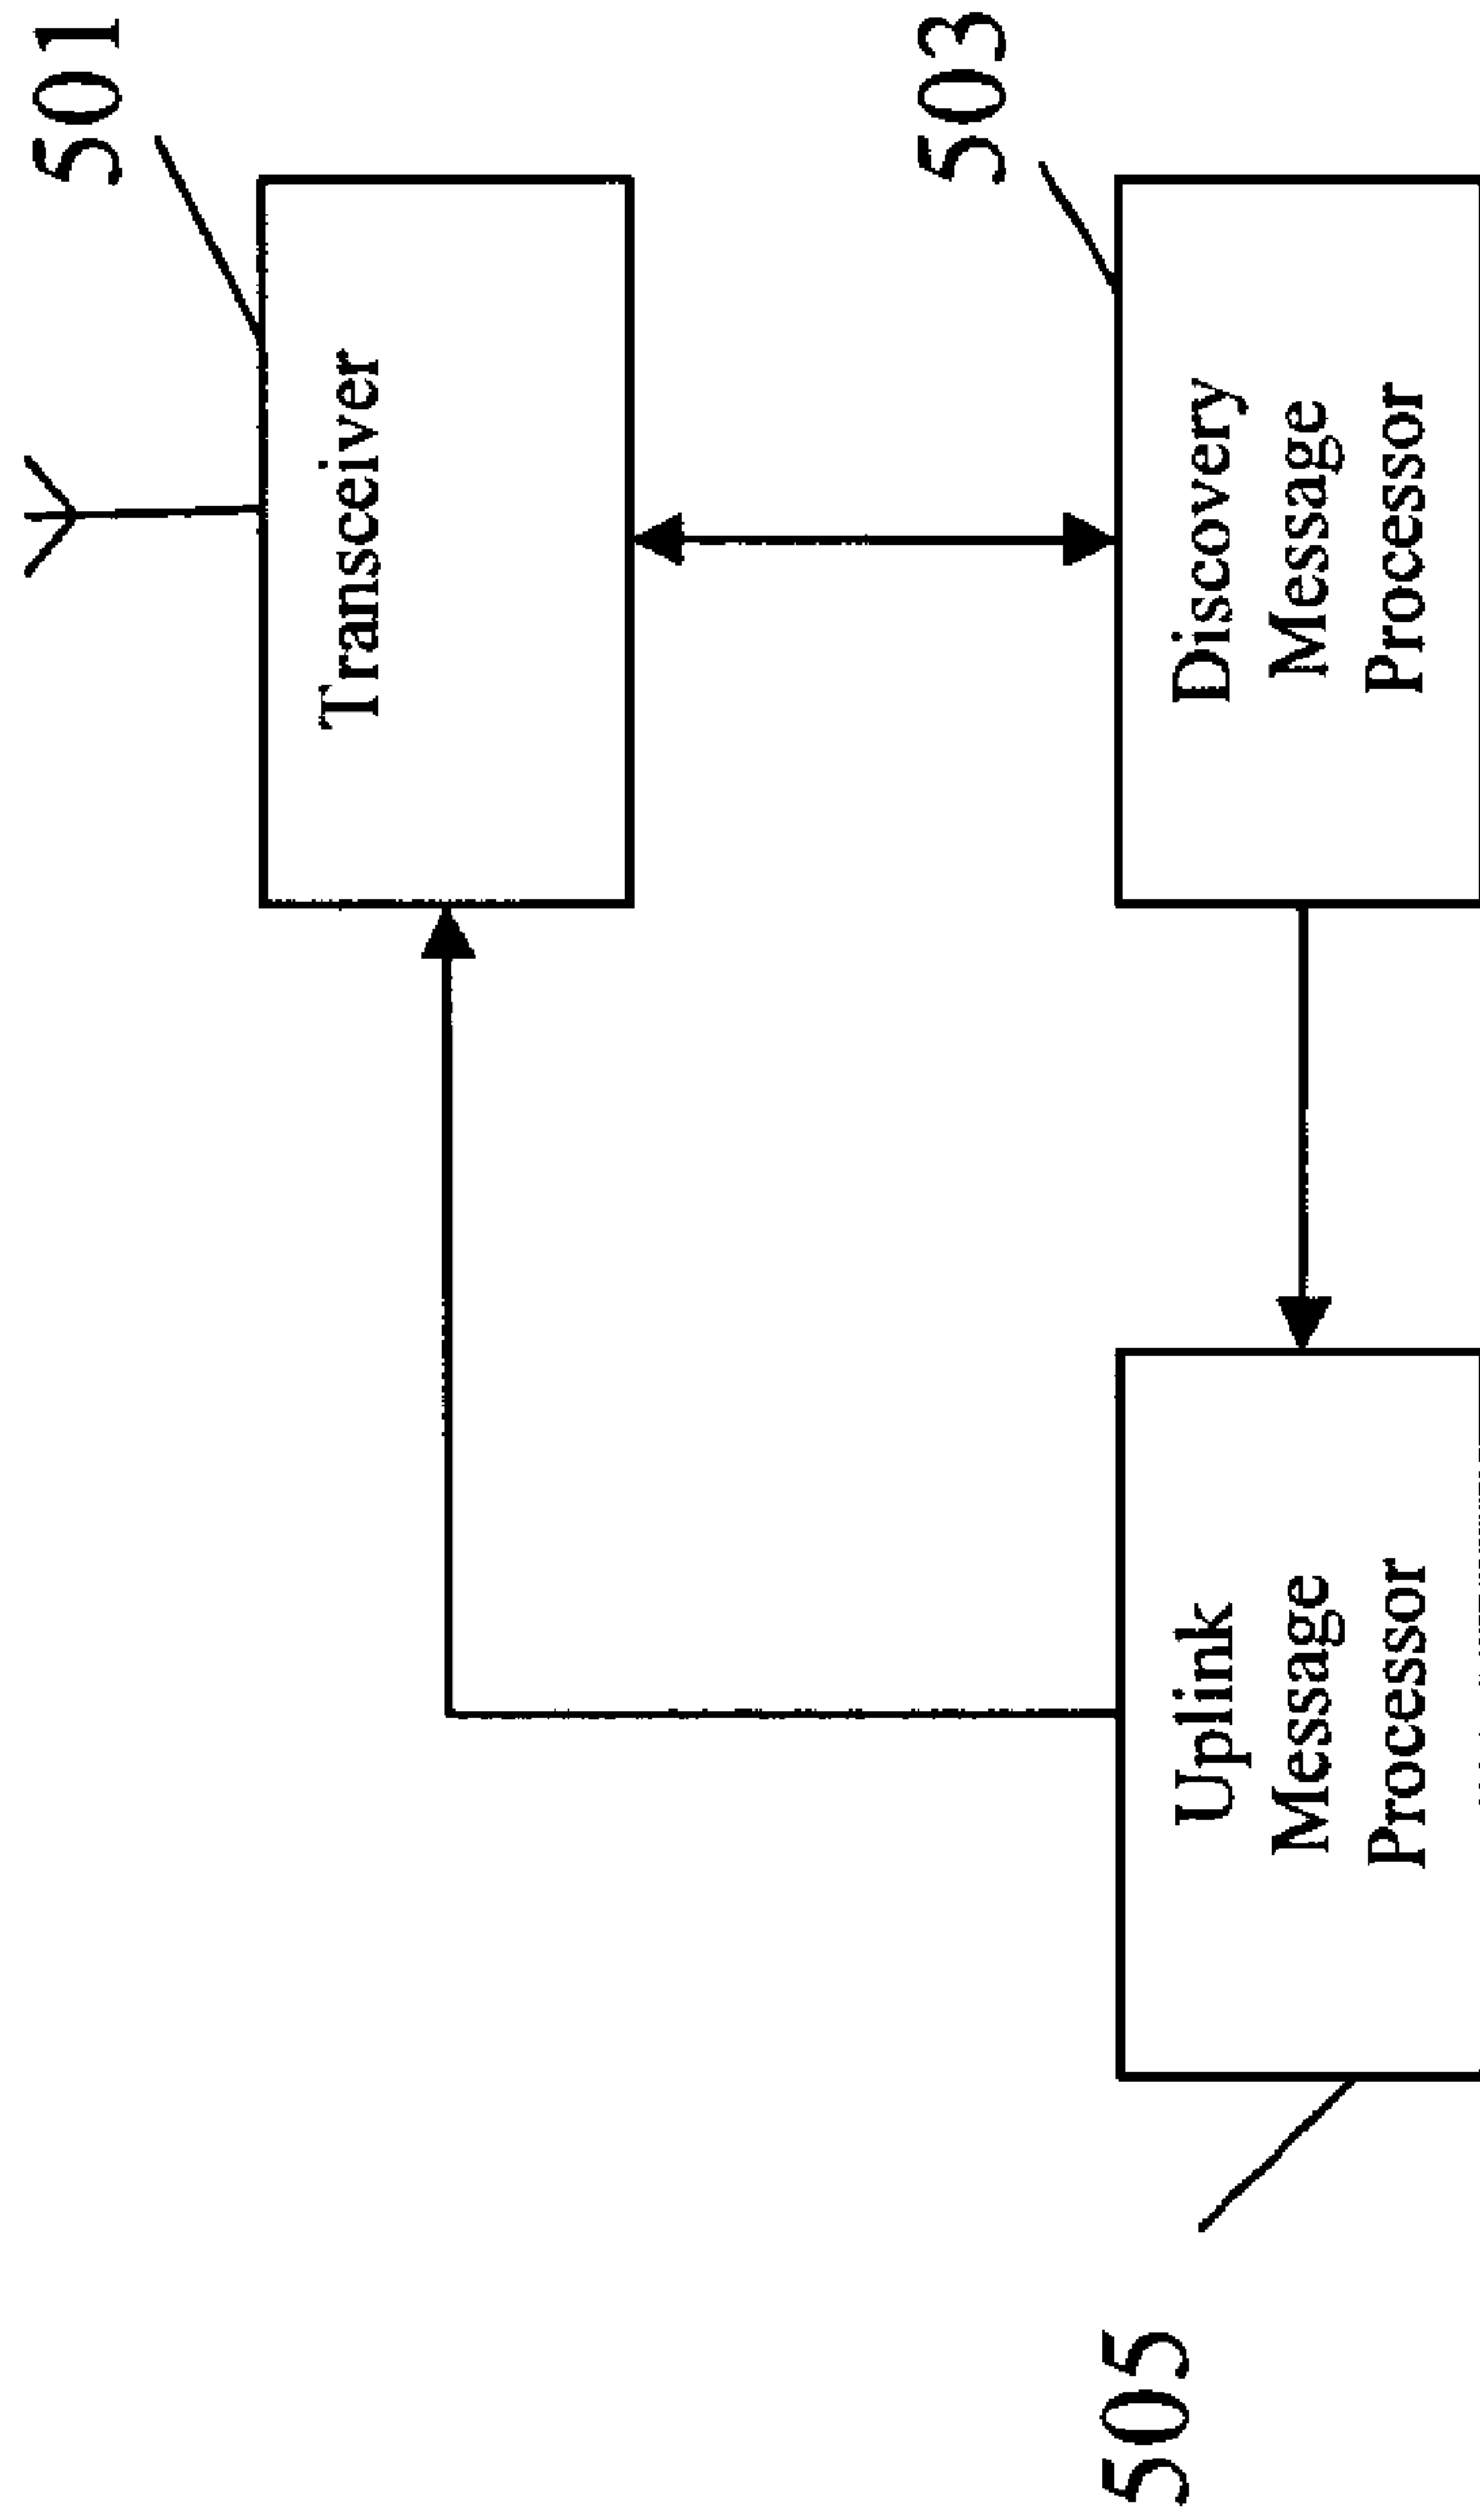 501
Transceiver
503
Discovery
Message
Processor
Uplink
Message
Processor
505